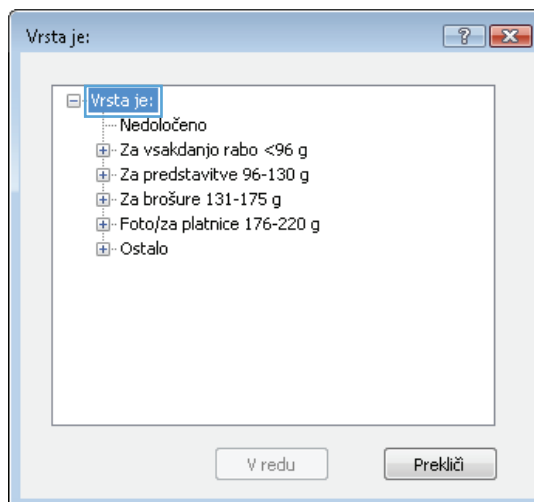 Vrsta je:
Vrsta je:
Nedoločeno
Za vsakdanjo rabo <96 g
Za predstavitve 96-130 g
Za brošure 131-175 g
Foto/za platnice 176-220 g
Ostalo
V redu
Prekliči